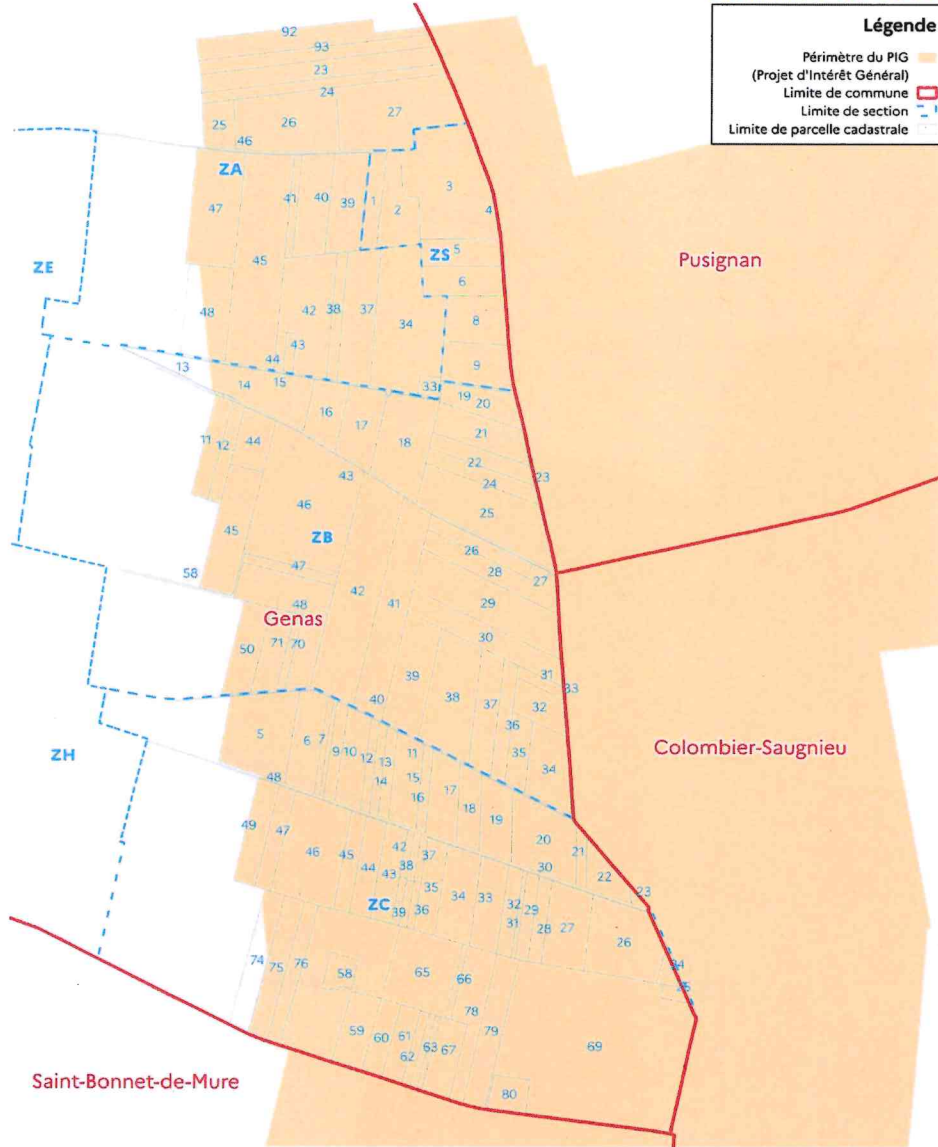 Légende
Périmètre du PIG
(Projet d'Intérêt Général)
Limite de commune
Limite de section
Limite de parcelle cadastrale
92
93
23
24
27
25 46 26
ZA
47 41 40 39 1 2 3 4
ZE
45
ZS 5
6
Pusignan
48 42 38 37 34 8
43 9
44
13 14 15 33 19 20
16 17 18 21
11 12 44
22
43 24 23
46 25
45 ZB
26
47 28 27
58
42 41 29
48
Genas
30
50 71 70
39 38 37 31 33
40 36 32
35 34
5 6 7 9 10 12 13 11
14 15
16 17 18 19
Colombier-Saugnieu
ZH
48
20 21
30 22 23
49 47 46 45 44 43 42 38 37
35 34 33 32 29
ZC 39 36 31 28 27 26
74 75 76 58 65 66
24
25
78
59 60 61 62 63 67 79 69
80
Saint-Bonnet-de-Mure